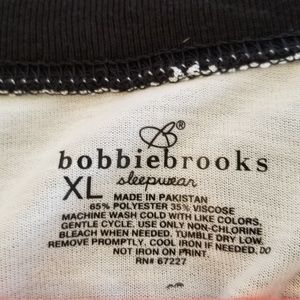 ®
bobbiebrooks
XL sleepwear
MADE IN PAKISTAN
65% POLYESTER 35% VISCOSE
MACHINE WASH COLD WITH LIKE COLORS,
GENTLE CYCLE. USE ONLY NON-CHLORINE
BLEACH WHEN NEEDED. TUMBLE DRY LOW.
REMOVE PROMPTLY. COOL IRON IF NEEDED. DO
NOT IRON ON PRINT.
RN# 67227